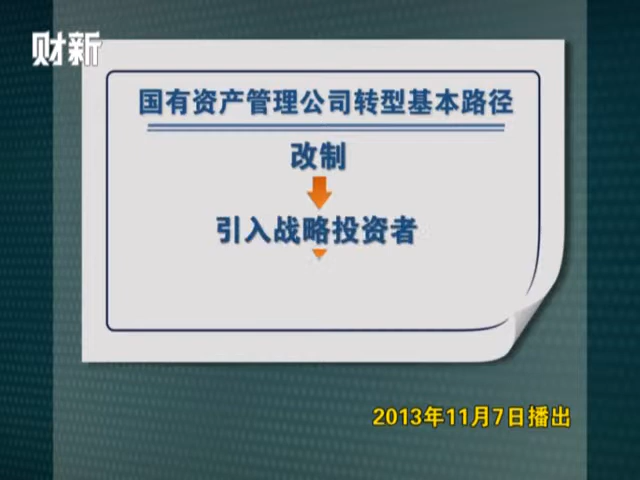 财新
国有资产管理公司转型基本路径
改制
引入战略投资者
2013年11月7日播出